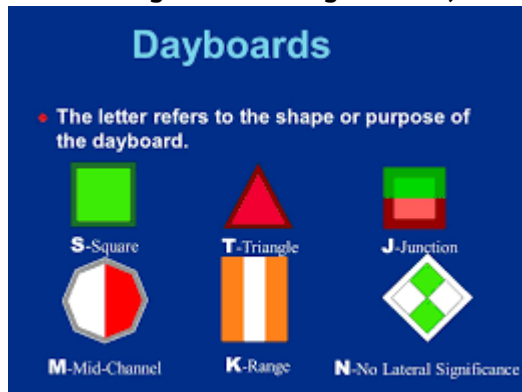 Dayboards
The letter refers to the shape or purpose of
the dayboard.
S-Square
T-Triangle
J-Junction
M-Mid-Channel
K-Range
N-No Lateral Significance